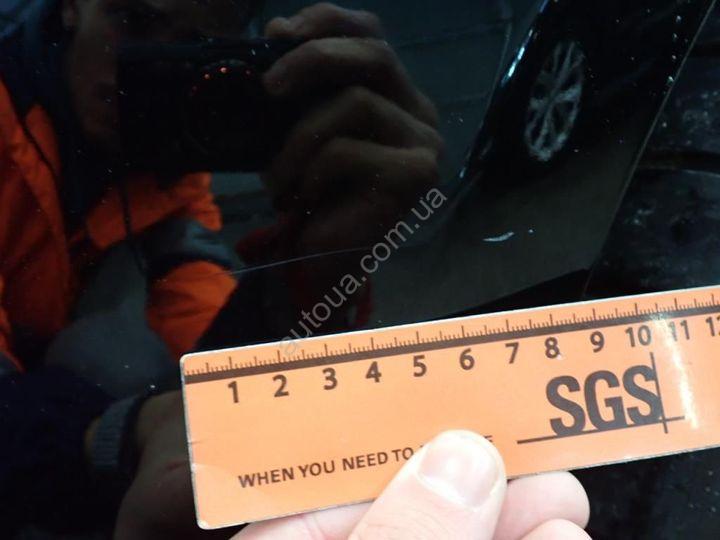 autoua.com.ua
1 2 3 4 5 6 7 8 9 10 11 12
SGS
WHEN YOU NEED TO